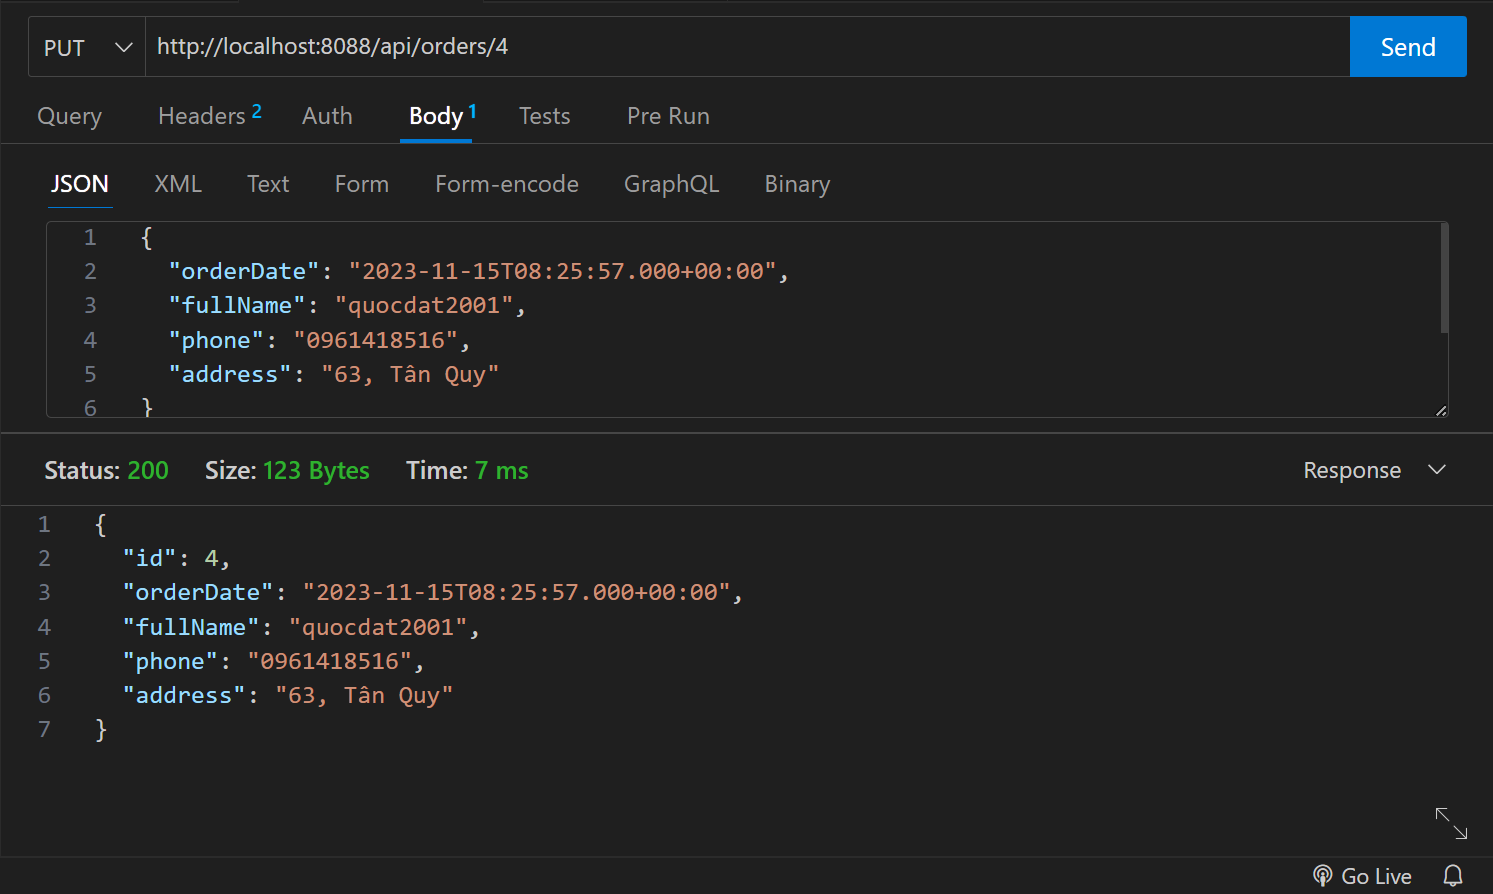 PUT http://localhost:8088/api/orders/4 Send
Query Headers 2 Auth Body 1 Tests Pre Run
JSON XML Text Form Form-encode GraphQL Binary
1 {
2 "orderDate": "2023-11-15T08:25:57.000+00:00",
3 "fullName": "quocdat2001",
4 "phone": "0961418516",
5 "address": "63, Tân Quy"
6 }
Status: 200 Size: 123 Bytes Time: 7 ms Response
1 {
2 "id": 4,
3 "orderDate": "2023-11-15T08:25:57.000+00:00",
4 "fullName": "quocdat2001",
5 "phone": "0961418516",
6 "address": "63, Tân Quy"
7 }
Go Live